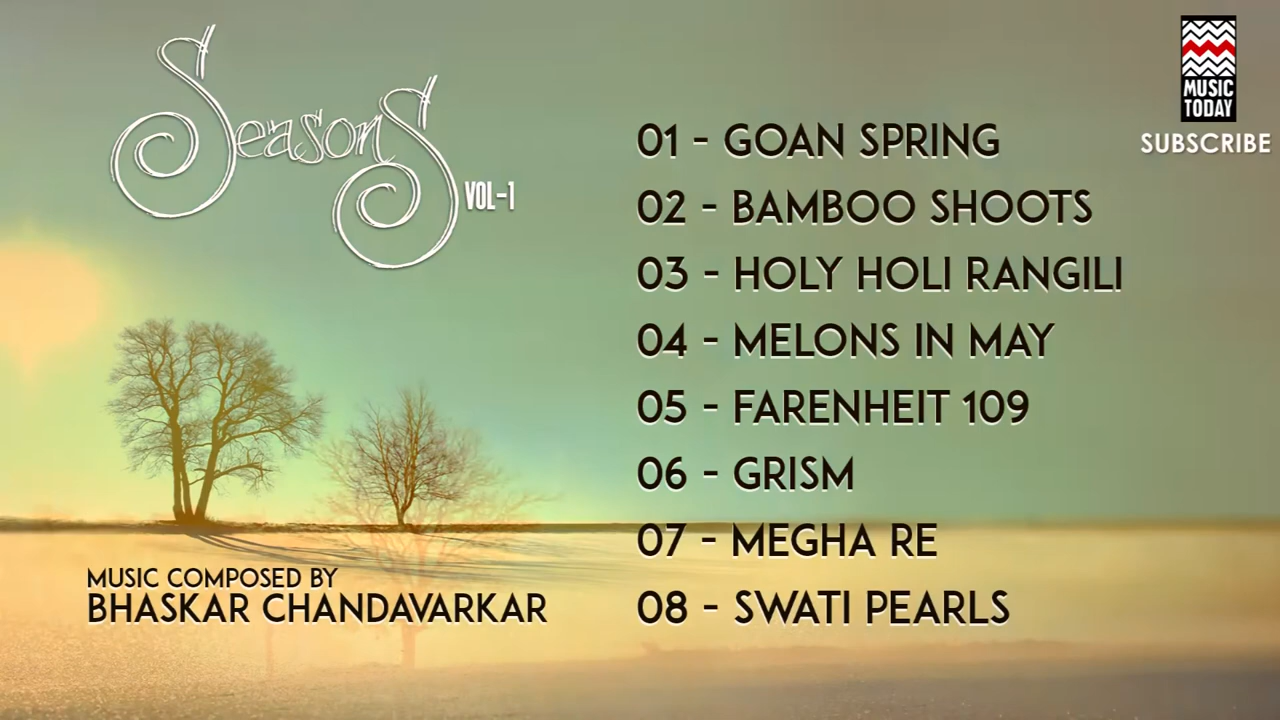 Seasons
VOL-1
MUSIC TODAY
SUBSCRIBE
01 - GOAN SPRING
02 - BAMBOO SHOOTS
03 - HOLY HOLI RANGILI
04 - MELONS IN MAY
05 - FARENHEIT 109
06 - GRISM
07 - MEGHA RE
08 - SWATI PEARLS
MUSIC COMPOSED BY
BHASKAR CHANDAVARKAR